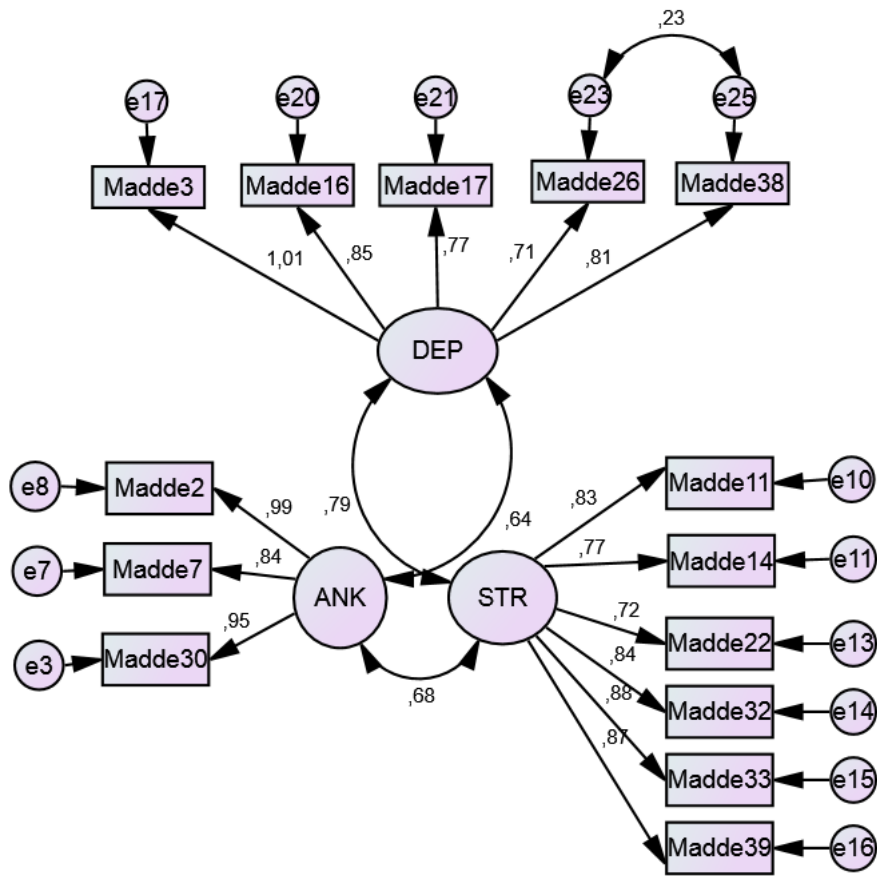 ,23
e17
e20
e21
e23
e25
Madde3
Madde16
Madde17
Madde26
Madde38
1,01
,85
,77
,71
,81
DEP
e8
Madde2
,99
,79
,64
,83
Madde11
e10
e7
Madde7
,84
ANK
STR
,77
Madde14
e11
e3
Madde30
,95
,68
,72
Madde22
e13
,84
Madde32
e14
,88
Madde33
e15
,87
Madde39
e16